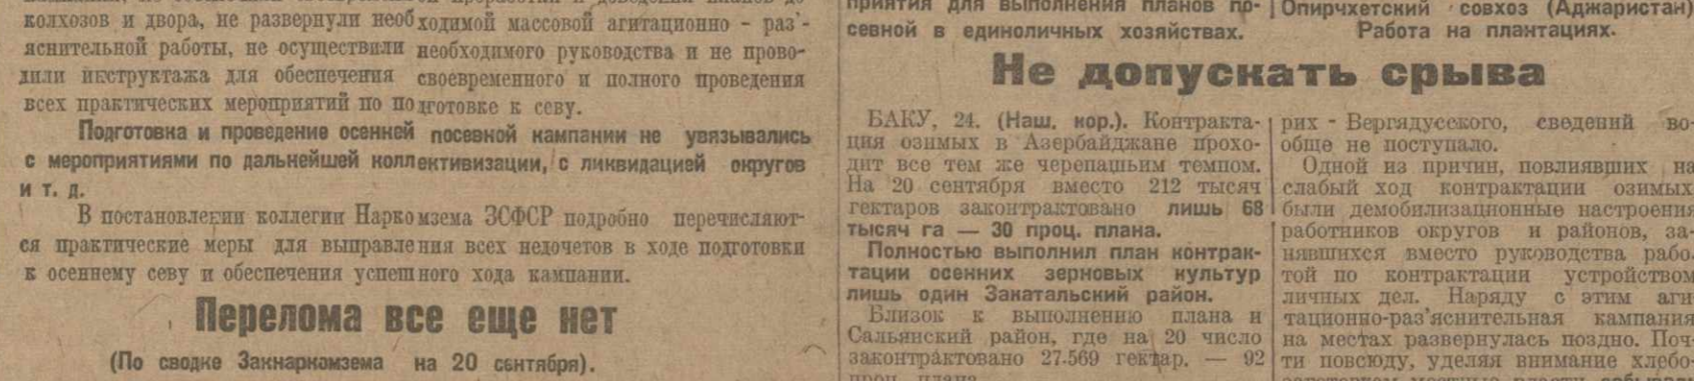 колхозов и двора, не развернули необходимой массовой агитационно - раз'-
яснительной работы, не осуществили необходимого руководства и не прово-
дили инструктажа для обеспечения своевременного и полного проведения
всех практических мероприятий по подготовке к севу.
Подготовка и проведение осенней посевной кампании не увязывались
с мероприятиями по дальнейшей коллективизации, с ликвидацией округов
и т. д.
В постановлении коллегии Наркомзема ЗСФСР подробно перечисляют-
ся практические меры для выправления всех недочетов в ходе подготовки
к осеннему севу и обеспечения успешного хода кампании.
Перелома все еще нет
(По сводке Закнаркомзема на 20 сентября).
приятия для выполнения планов по-
севной в единоличных хозяйствах.
Опирчхетский совхоз (Аджаристан)
Работа на плантациях.
Не допускать срыва
БАКУ, 24. (Наш. кор.). Контракта-
ция озимых в Азербайджане прохо-
дит все тем же черепашьим темпом.
На 20 сентября вместо 212 тысяч
гектаров законтрактовано лишь 68
тысяч га — 30 проц. плана.
Полностью выполнил план контрак-
тации осенних зерновых культур
лишь один Закатальский район.
Близок к выполнению плана и
Сальянский район, где на 20 число
законтрактовано 27.569 гектар. — 92
проц. плана.
рих - Вергядусского, сведений во-
обще не поступало.
Одной из причин, повлиявших на
слабый ход контрактации озимых
были демобилизационные настроения
работников округов и районов, за-
нявшихся вместо руководства рабо-
той по контрактации устройством
личных дел. Наряду с этим аги
тационно-раз'яснительная кампания
на местах развернулась поздно. Поч-
ти повсюду, уделяя внимание хлебо-